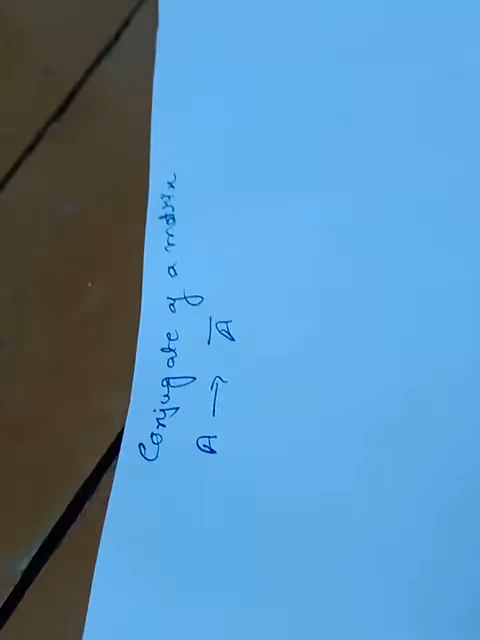 Conjugate of a matrix
A → A̅